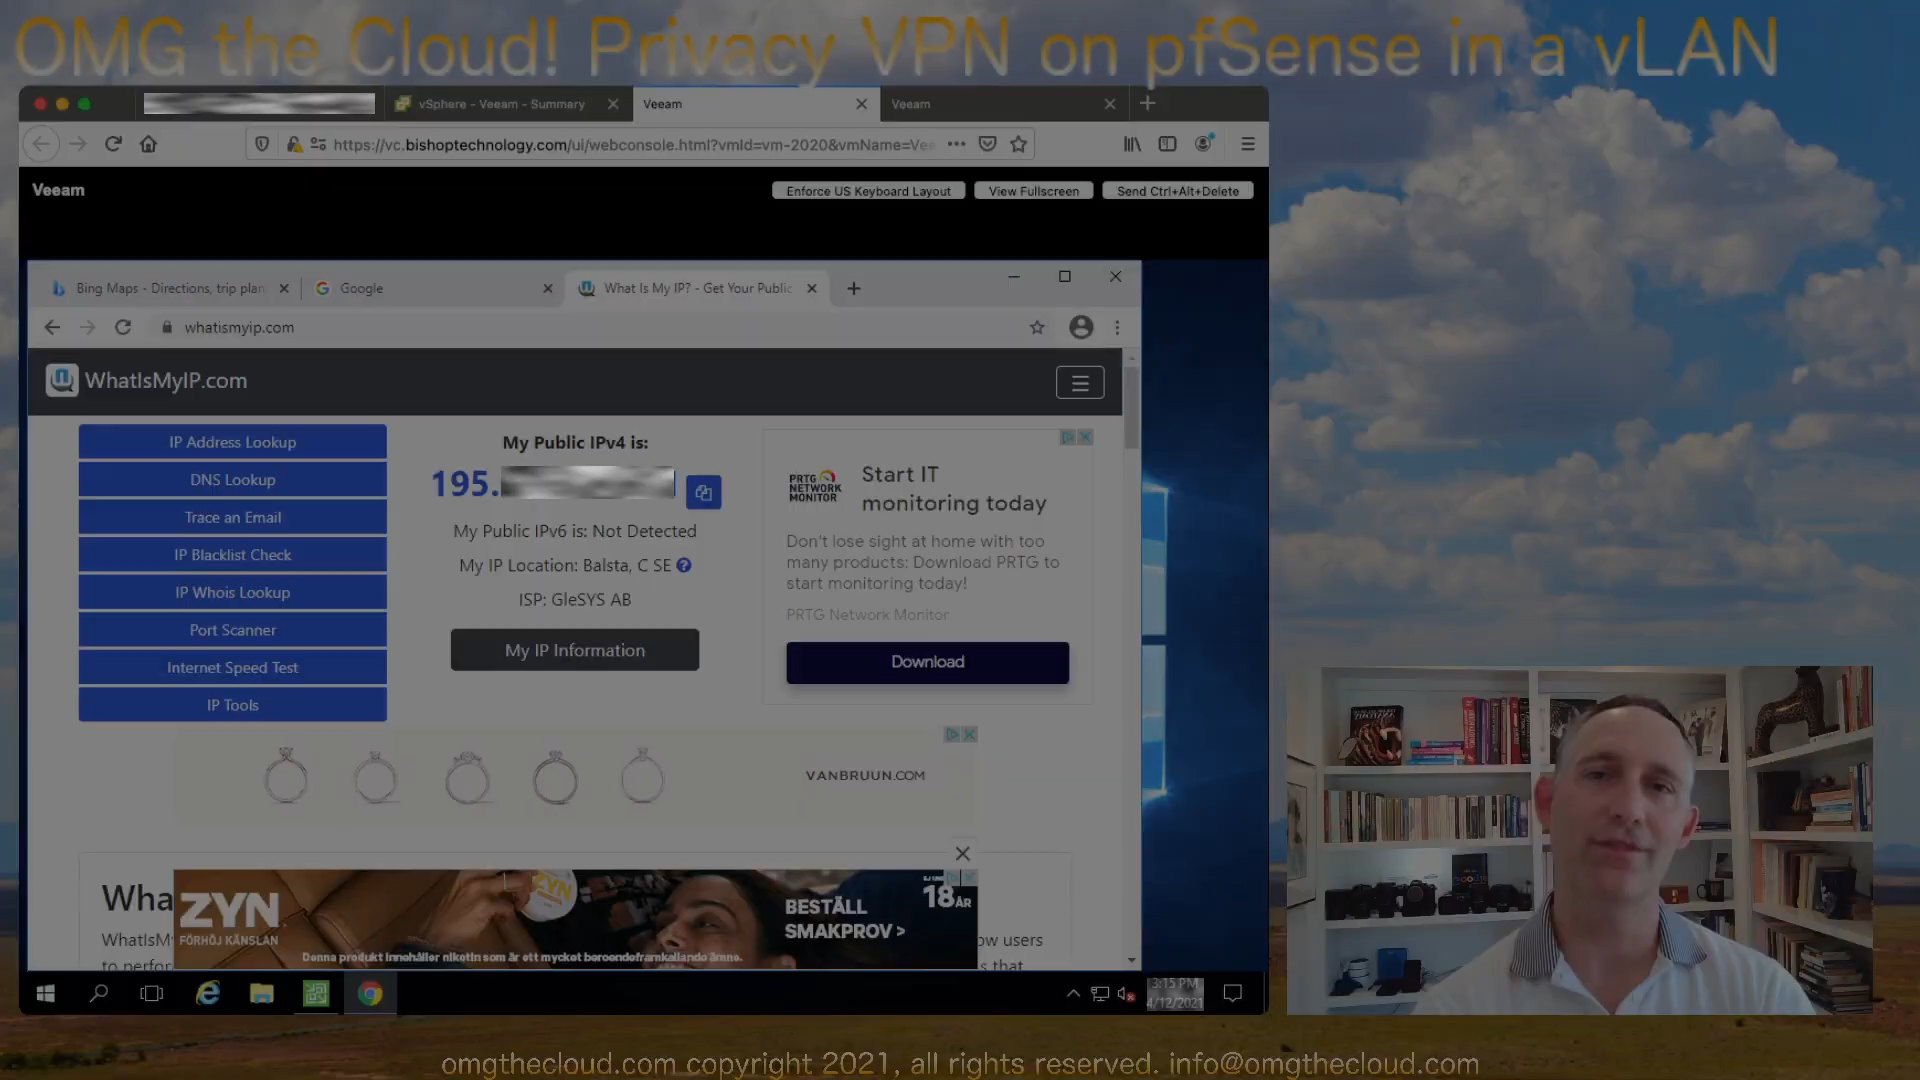 OMG the Cloud! Privacy VPN on pfSense in a vLAN
vSphere - Veeam - Summary
Veeam
Veeam
https://vc.bishoptechnology.com/ui/webconsole.html?vmId=vm-2020&vmName=Vee
Veeam
Enforce US Keyboard Layout
View Fullscreen
Send Ctrl+Alt+Delete
Bing Maps - Directions, trip plan
Google
What Is My IP? - Get Your Public
whatismyip.com
WhatIsMyIP.com
IP Address Lookup
DNS Lookup
Trace an Email
IP Blacklist Check
IP Whois Lookup
Port Scanner
Internet Speed Test
IP Tools
My Public IPv4 is:
195.
My Public IPv6 is: Not Detected
My IP Location: Balsta, C SE
ISP: GleSYS AB
My IP Information
PRTG
NETWORK
MONITOR
Start IT
monitoring today
Don't lose sight at home with too
many products: Download PRTG to
start monitoring today!
PRTG Network Monitor
Download
VANBRUUN.COM
Wha
WhatIsM
to perfor
ow users
s that
ZYN
FÖRHÖJ KÄNSLAN
ZYN
BESTÄLL
SMAKPROV >
18 ÅR
Denna produkt innehåller nikotin som är ett mycket beroendeframkallande ämne.
3:15 PM
4/12/2021
omgthecloud.com copyright 2021, all rights reserved. info@omgthecloud.com